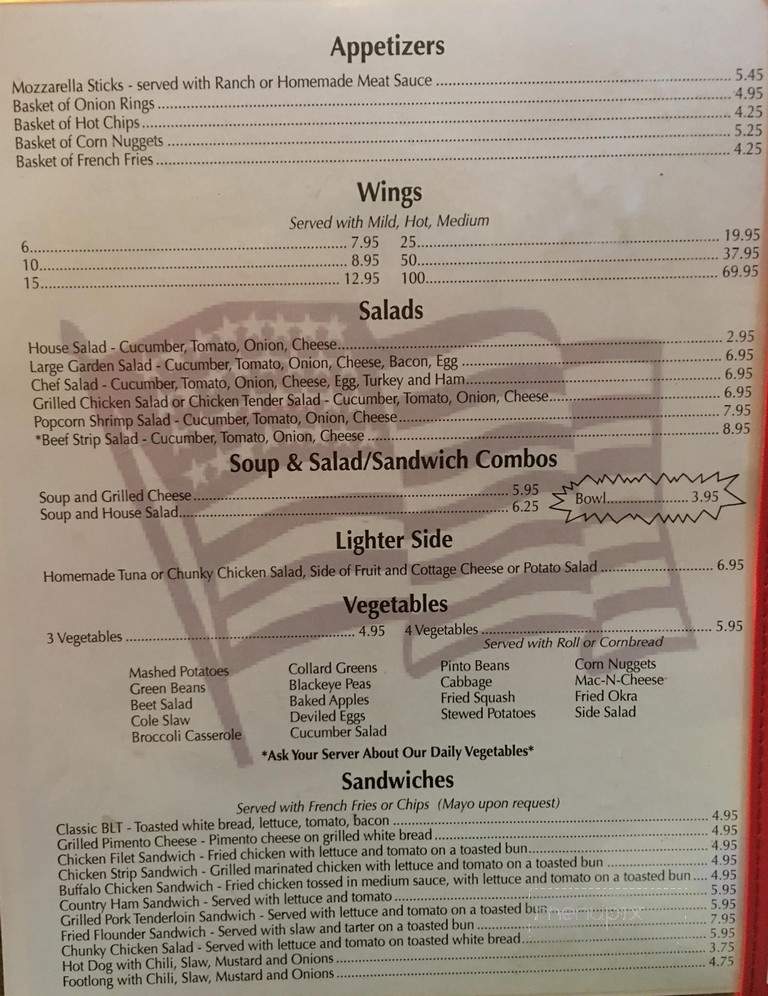 Appetizers
Mozzarella Sticks - served with Ranch or Homemade Meat Sauce 5.45
Basket of Onion Rings 4.95
Basket of Hot Chips 4.25
Basket of Corn Nuggets 5.25
Basket of French Fries 4.25
Wings
Served with Mild, Hot, Medium
6 7.95 25 19.95
10 8.95 50 37.95
15 12.95 100 69.95
Salads
House Salad - Cucumber, Tomato, Onion, Cheese 2.95
Large Garden Salad - Cucumber, Tomato, Onion, Cheese, Bacon, Egg 6.95
Chef Salad - Cucumber, Tomato, Onion, Cheese, Egg, Turkey and Ham 6.95
Grilled Chicken Salad or Chicken Tender Salad - Cucumber, Tomato, Onion, Cheese 6.95
Popcorn Shrimp Salad - Cucumber, Tomato, Onion, Cheese 7.95
*Beef Strip Salad - Cucumber, Tomato, Onion, Cheese 8.95
Soup & Salad/Sandwich Combos
Soup and Grilled Cheese 5.95 Bowl 3.95
Soup and House Salad 6.25
Lighter Side
Homemade Tuna or Chunky Chicken Salad, Side of Fruit and Cottage Cheese or Potato Salad 6.95
Vegetables
3 Vegetables 4.95 4 Vegetables 5.95
Served with Roll or Cornbread
Mashed Potatoes Collard Greens Pinto Beans Corn Nuggets
Green Beans Blackeye Peas Cabbage Mac-N-Cheese
Beet Salad Baked Apples Fried Squash Fried Okra
Cole Slaw Deviled Eggs Stewed Potatoes Side Salad
Broccoli Casserole Cucumber Salad
*Ask Your Server About Our Daily Vegetables*
Sandwiches
Served with French Fries or Chips (Mayo upon request)
Classic BLT - Toasted white bread, lettuce, tomato, bacon 4.95
Grilled Pimento Cheese - Pimento cheese on grilled white bread 4.95
Chicken Filet Sandwich - Fried chicken with lettuce and tomato on a toasted bun 4.95
Chicken Strip Sandwich - Grilled marinated chicken with lettuce and tomato on a toasted bun 4.95
Buffalo Chicken Sandwich - Fried chicken tossed in medium sauce, with lettuce and tomato on a toasted bun 4.95
Country Ham Sandwich - Served with lettuce and tomato 5.95
Grilled Pork Tenderloin Sandwich - Served with lettuce and tomato on a toasted bun 5.95
Fried Flounder Sandwich - Served with slaw and tarter on a toasted bun 7.95
Chunky Chicken Salad - Served with lettuce and tomato on toasted white bread 5.95
Hot Dog with Chili, Slaw, Mustard and Onions 3.75
Footlong with Chili, Slaw, Mustard and Onions 4.75
menupix